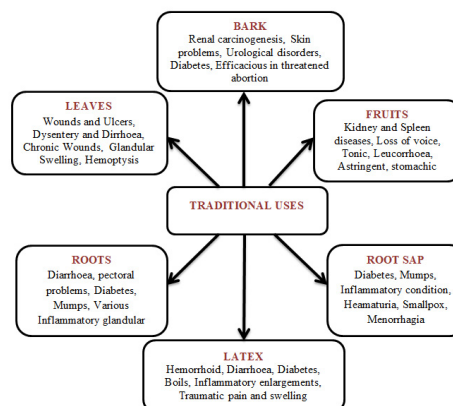 BARK
Renal carcinogenesis, Skin
problems, Urological disorders,
Diabetes, Efficacious in threatened
abortion
LEAVES
Wounds and Ulcers,
Dysentery and Dirrhoea,
Chronic Wounds, Glandular
Swelling, Hemoptysis
FRUITS
Kidney and Spleen
diseases, Loss of voice,
Tonic, Leucorrhoea,
Astringent, stomachic
TRADITIONAL USES
ROOTS
Diarrhoea, pectoral
problems, Diabetes,
Mumps, Various
Inflammatory glandular
ROOT SAP
Diabetes, Mumps,
Inflammatory condition,
Heamaturia, Smallpox,
Menorrhagia
LATEX
Hemorrhoid, Diarrhoea, Diabetes,
Boils, Inflammatory enlargements,
Traumatic pain and swelling